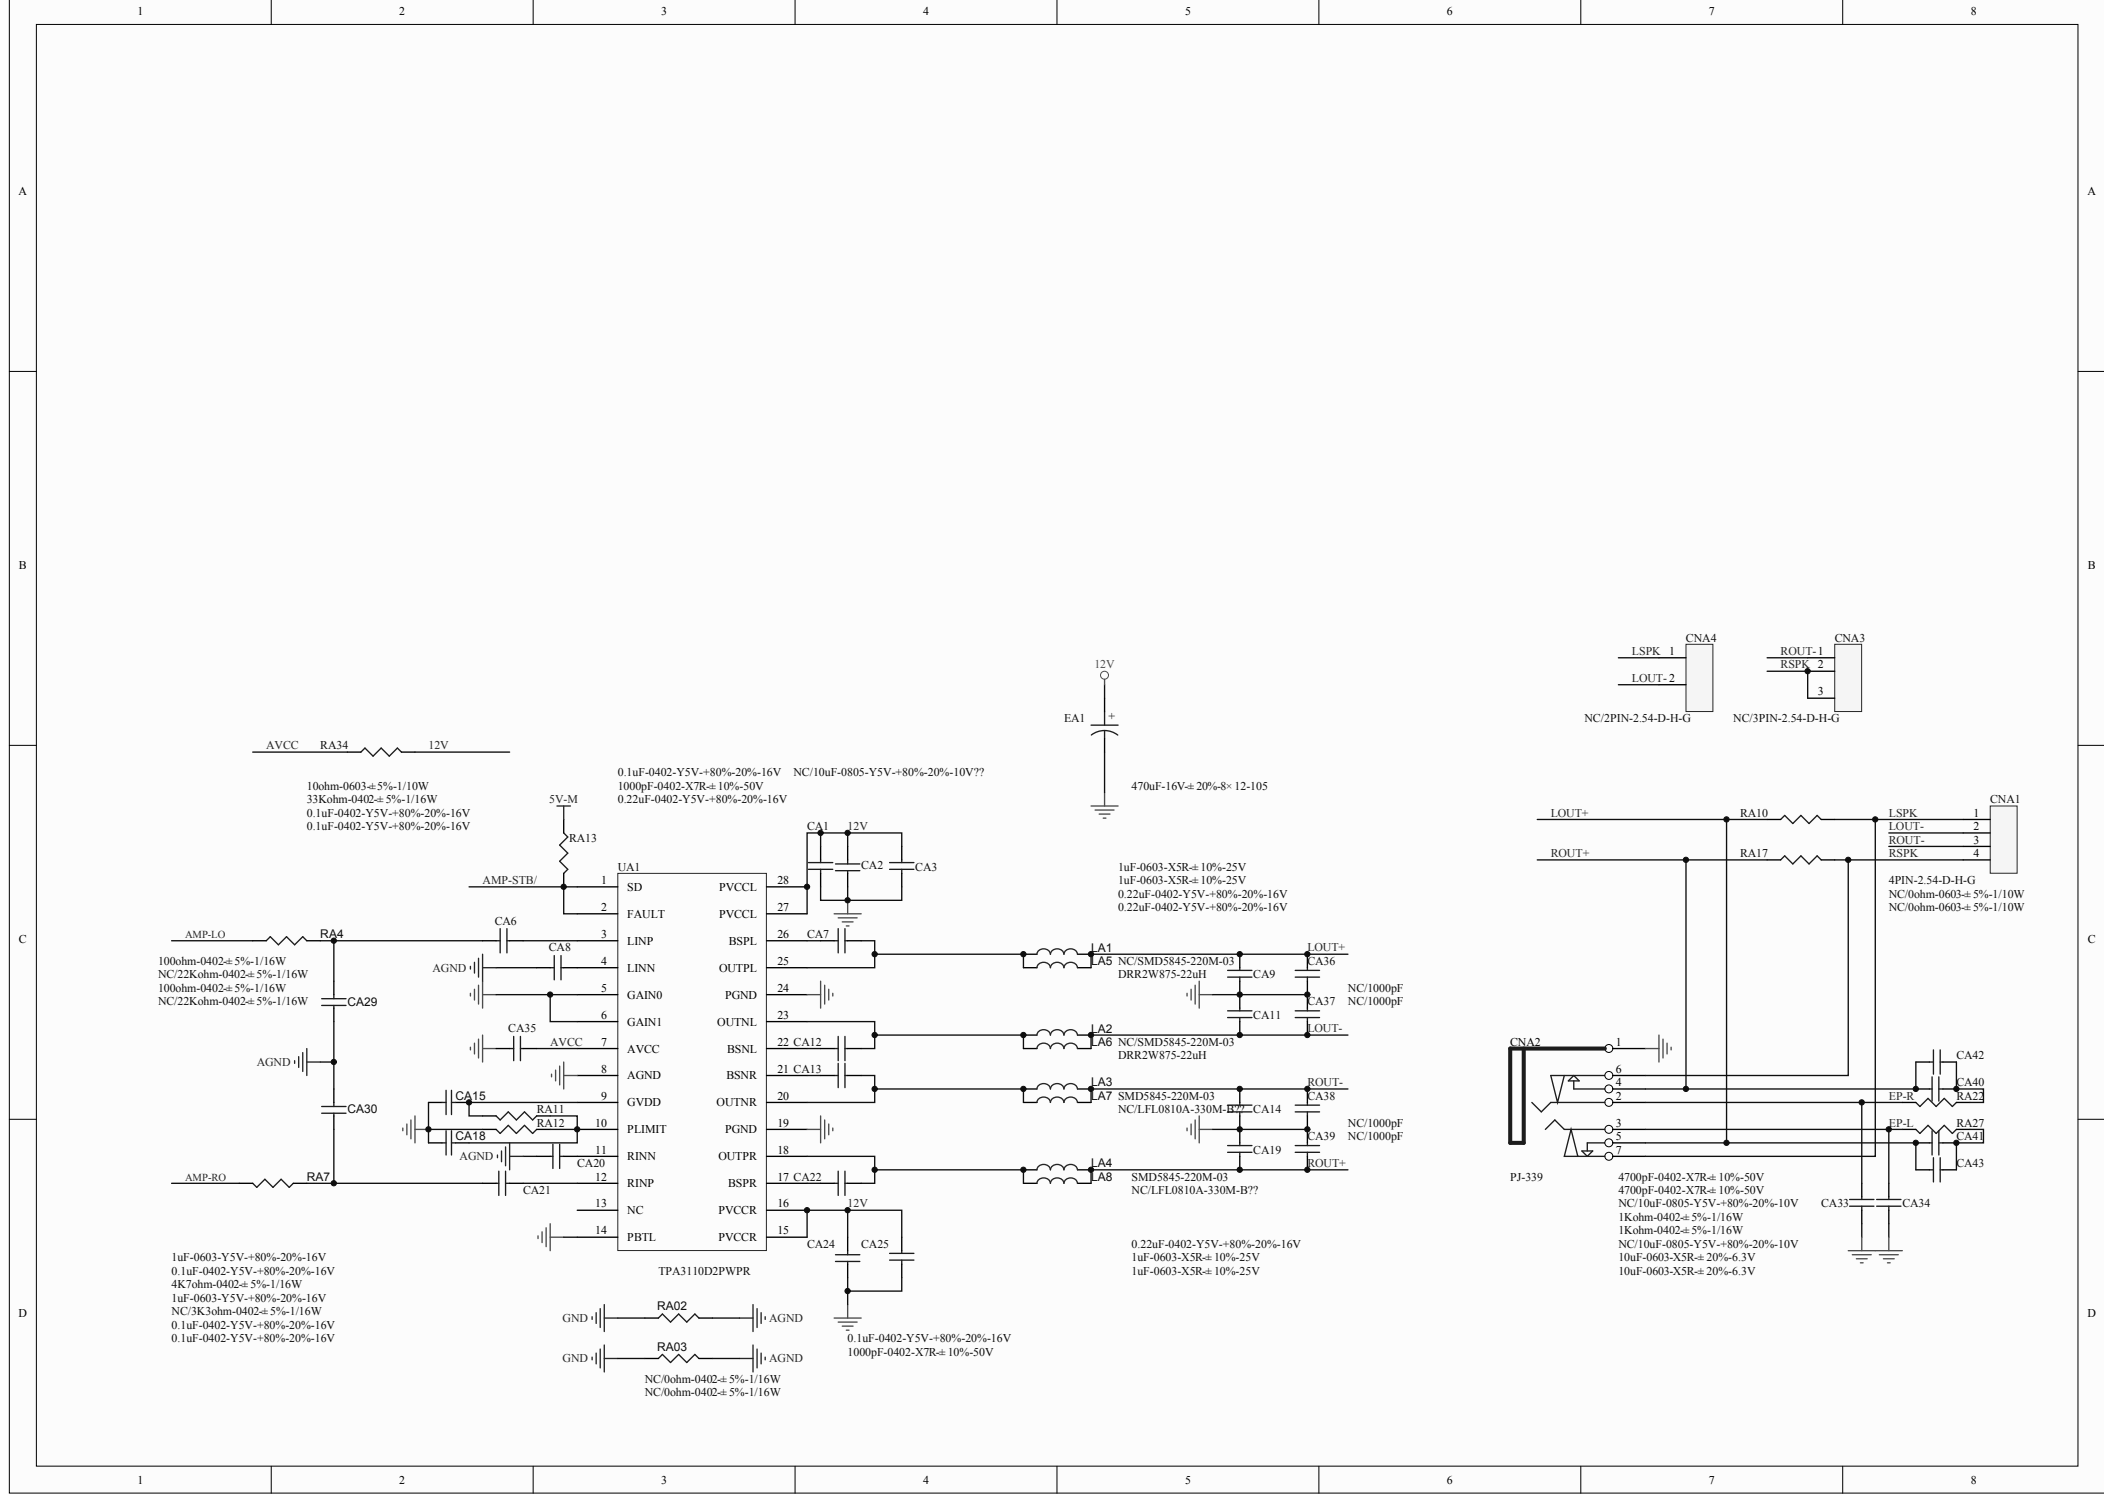 1 2 3 4 5 6 7 8
A A
B B
CNA4 CNA3
LSPK 1 ROUT-1
RSPK 2
LOUT-2
3
NC/2PIN-2.54-D-H-G NC/3PIN-2.54-D-H-G
12V
EA1 +
470uF-16V-±20%-8×12-105
AVCC RA34 12V
10ohm-0603-±5%-1/10W
33Kohm-0402-±5%-1/16W
0.1uF-0402-Y5V-+80%-20%-16V
0.1uF-0402-Y5V-+80%-20%-16V
0.1uF-0402-Y5V-+80%-20%-16V NC/10uF-0805-Y5V-+80%-20%-10V??
1000pF-0402-X7R-±10%-50V
0.22uF-0402-Y5V-+80%-20%-16V
5V-M
RA13
CA1 12V
CA2 CA3
UA1
AMP-STB/ 1 SD PVCCL 28
2 FAULT PVCCL 27
AMP-LO RA4 CA6 3 LINP BSPL 26 CA7
AGND CA8 4 LINN OUTPL 25
5 GAIN0 PGND 24
6 GAIN1 OUTNL 23
CA35 AVCC 7 AVCC BSNL 22 CA12
8 AGND BSNR 21 CA13
CA15 9 GVDD OUTNR 20
RA11
RA12 10 PLIMIT PGND 19
CA18
AGND CA20 11 RINN OUTPR 18
AMP-RO RA7 CA21 12 RINP BSPR 17 CA22
13 NC PVCCR 16 12V
14 PBTL PVCCR 15
CA24 CA25
TPA3110D2PWPR
100ohm-0402-±5%-1/16W
NC/22Kohm-0402-±5%-1/16W
100ohm-0402-±5%-1/16W
NC/22Kohm-0402-±5%-1/16W
CA29
AGND
CA30
1uF-0603-Y5V-+80%-20%-16V
0.1uF-0402-Y5V-+80%-20%-16V
4K7ohm-0402-±5%-1/16W
1uF-0603-Y5V-+80%-20%-16V
NC/3K3ohm-0402-±5%-1/16W
0.1uF-0402-Y5V-+80%-20%-16V
0.1uF-0402-Y5V-+80%-20%-16V
GND RA02 AGND
GND RA03 AGND
NC/0ohm-0402-±5%-1/16W
NC/0ohm-0402-±5%-1/16W
0.1uF-0402-Y5V-+80%-20%-16V
1000pF-0402-X7R-±10%-50V
1uF-0603-X5R-±10%-25V
1uF-0603-X5R-±10%-25V
0.22uF-0402-Y5V-+80%-20%-16V
0.22uF-0402-Y5V-+80%-20%-16V
LA1 LOUT+
LA5 NC/SMD5845-220M-03 CA36
DRR2W875-22uH CA9
NC/1000pF
CA37 NC/1000pF
CA11
LA2 LOUT-
LA6 NC/SMD5845-220M-03
DRR2W875-22uH
LA3 ROUT-
LA7 SMD5845-220M-03 CA38
NC/LFL0810A-330M-B?? CA14
NC/1000pF
CA39 NC/1000pF
CA19
LA4 ROUT+
LA8 SMD5845-220M-03
NC/LFL0810A-330M-B??
0.22uF-0402-Y5V-+80%-20%-16V
1uF-0603-X5R-±10%-25V
1uF-0603-X5R-±10%-25V
CNA1
LOUT+ RA10 LSPK 1
LOUT- 2
ROUT- 3
ROUT+ RA17 RSPK 4
4PIN-2.54-D-H-G
NC/0ohm-0603-±5%-1/10W
NC/0ohm-0603-±5%-1/10W
CNA2 1
6 CA42
4 CA40
2 EP-R RA22
3 EP-L RA27
5 CA41
7 CA43
PJ-339
4700pF-0402-X7R-±10%-50V
4700pF-0402-X7R-±10%-50V
NC/10uF-0805-Y5V-+80%-20%-10V
1Kohm-0402-±5%-1/16W
1Kohm-0402-±5%-1/16W
NC/10uF-0805-Y5V-+80%-20%-10V
10uF-0603-X5R-±20%-6.3V
10uF-0603-X5R-±20%-6.3V
CA33 CA34
C C
D D
1 2 3 4 5 6 7 8